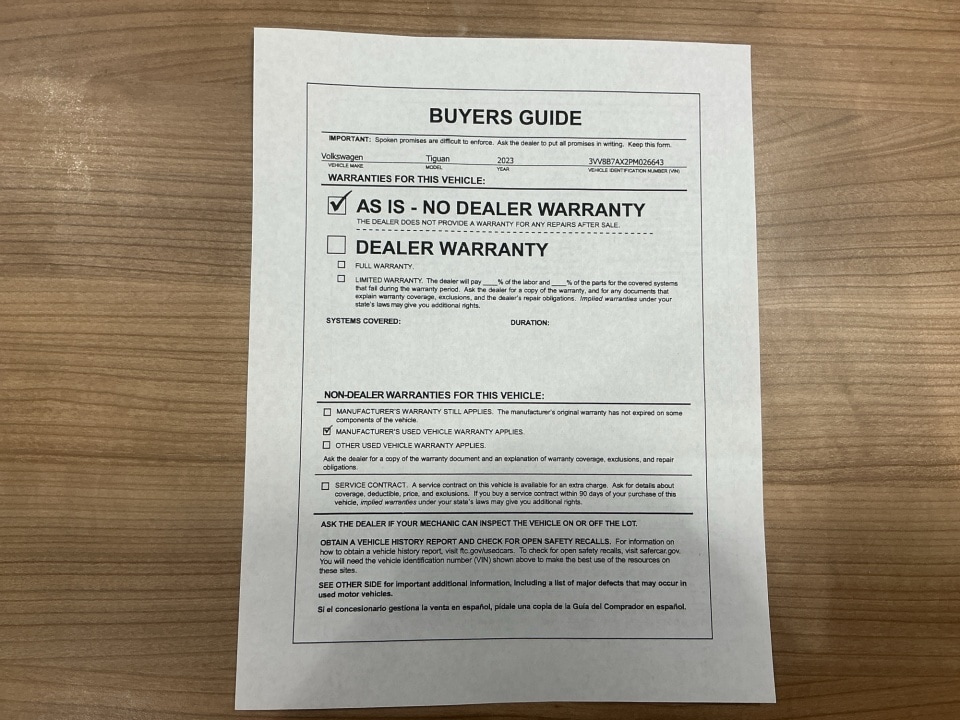 BUYERS GUIDE
IMPORTANT: Spoken promises are difficult to enforce. Ask the dealer to put all promises in writing. Keep this form.
Volkswagen Tiguan 2023 3VV8B7AX2PM026643
VEHICLE MAKE MODEL YEAR VEHICLE IDENTIFICATION NUMBER (VIN)
WARRANTIES FOR THIS VEHICLE:
AS IS - NO DEALER WARRANTY
THE DEALER DOES NOT PROVIDE A WARRANTY FOR ANY REPAIRS AFTER SALE.
DEALER WARRANTY
FULL WARRANTY.
LIMITED WARRANTY. The dealer will pay ____% of the labor and ____% of the parts for the covered systems
that fail during the warranty period. Ask the dealer for a copy of the warranty, and for any documents that
explain warranty coverage, exclusions, and the dealer's repair obligations. Implied warranties under your
state's laws may give you additional rights.
SYSTEMS COVERED: DURATION:
NON-DEALER WARRANTIES FOR THIS VEHICLE:
MANUFACTURER'S WARRANTY STILL APPLIES. The manufacturer's original warranty has not expired on some
components of the vehicle.
MANUFACTURER'S USED VEHICLE WARRANTY APPLIES.
OTHER USED VEHICLE WARRANTY APPLIES.
Ask the dealer for a copy of the warranty document and an explanation of warranty coverage, exclusions, and repair
obligations.
SERVICE CONTRACT. A service contract on this vehicle is available for an extra charge. Ask for details about
coverage, deductible, price, and exclusions. If you buy a service contract within 90 days of your purchase of this
vehicle, implied warranties under your state's laws may give you additional rights.
ASK THE DEALER IF YOUR MECHANIC CAN INSPECT THE VEHICLE ON OR OFF THE LOT.
OBTAIN A VEHICLE HISTORY REPORT AND CHECK FOR OPEN SAFETY RECALLS. For information on
how to obtain a vehicle history report, visit ftc.gov/usedcars. To check for open safety recalls, visit safercar.gov.
You will need the vehicle identification number (VIN) shown above to make the best use of the resources on
these sites.
SEE OTHER SIDE for important additional information, including a list of major defects that may occur in
used motor vehicles.
Si el concesionario gestiona la venta en español, pídale una copia de la Guía del Comprador en español.